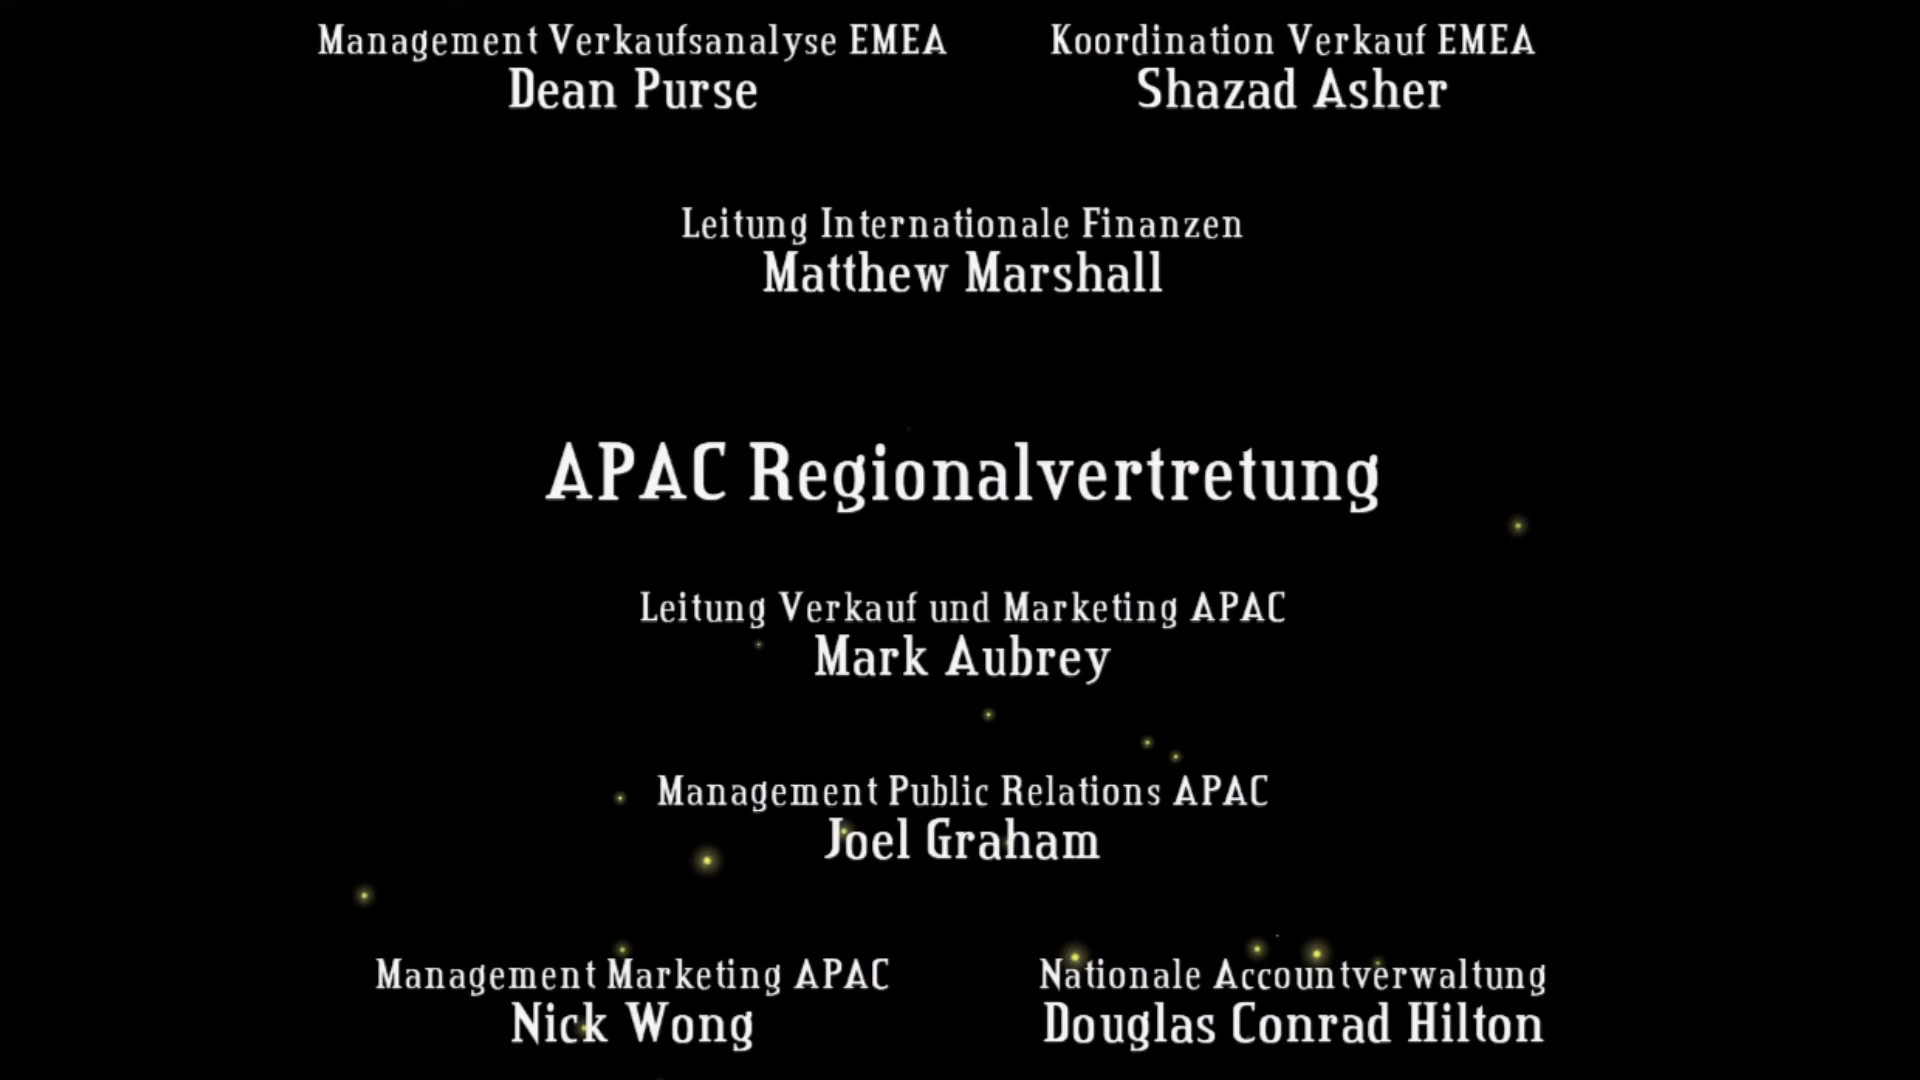 Management Verkaufsanalyse EMEA
Dean Purse
Koordination Verkauf EMEA
Shazad Asher
Leitung Internationale Finanzen
Matthew Marshall
APAC Regionalvertretung
Leitung Verkauf und Marketing APAC
Mark Aubrey
Management Public Relations APAC
Joel Graham
Management Marketing APAC
Nick Wong
Nationale Accountverwaltung
Douglas Conrad Hilton